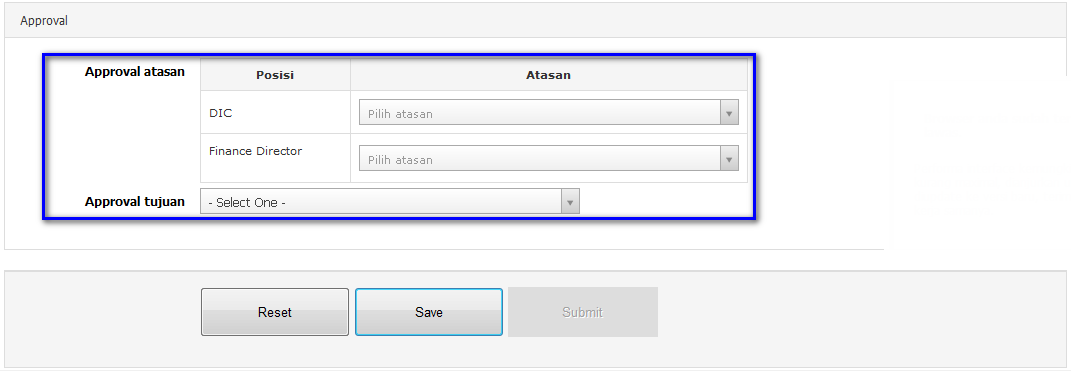 Approval
Approval atasan
Posisi Atasan
DIC Pilih atasan
Finance Director Pilih atasan
Approval tujuan - Select One -
Reset Save Submit